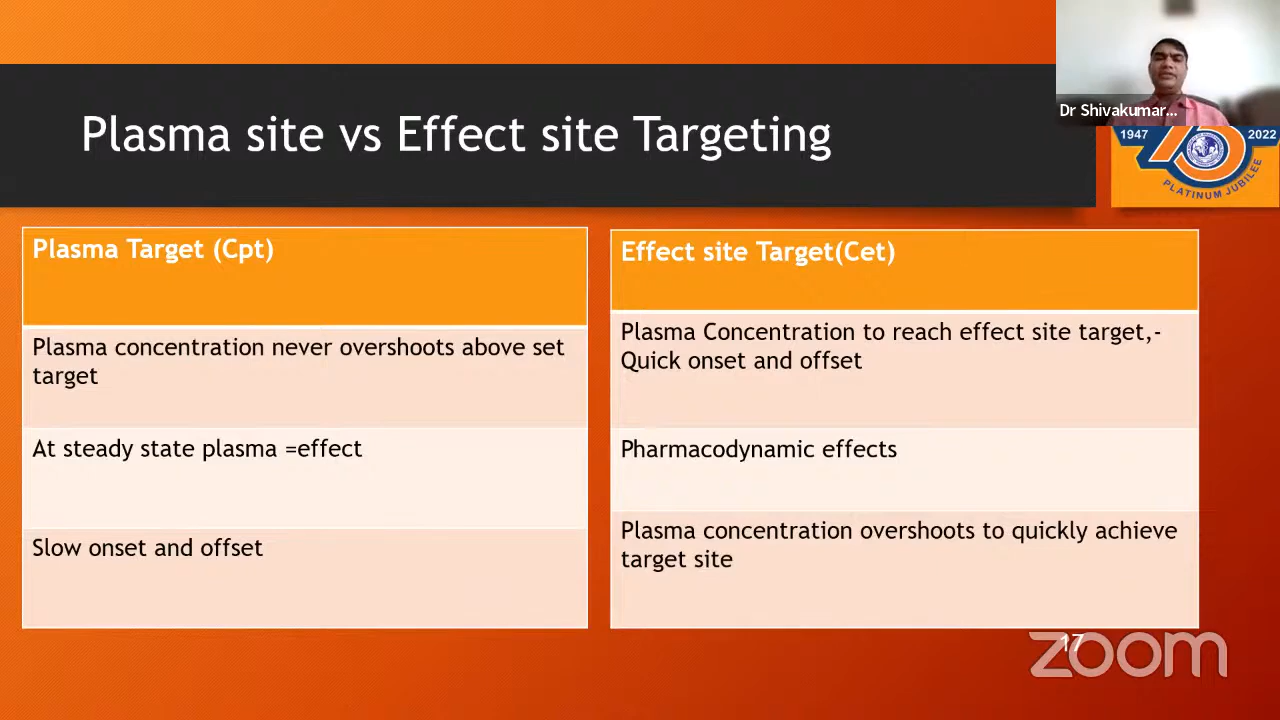 Dr Shivakumar...
Plasma site vs Effect site Targeting
1947
75
2022
PLATINUM JUBILEE
Plasma Target (Cpt)
Plasma concentration never overshoots above set
target
At steady state plasma =effect
Slow onset and offset
Effect site Target(Cet)
Plasma Concentration to reach effect site target,-
Quick onset and offset
Pharmacodynamic effects
Plasma concentration overshoots to quickly achieve
target site
17
zoom